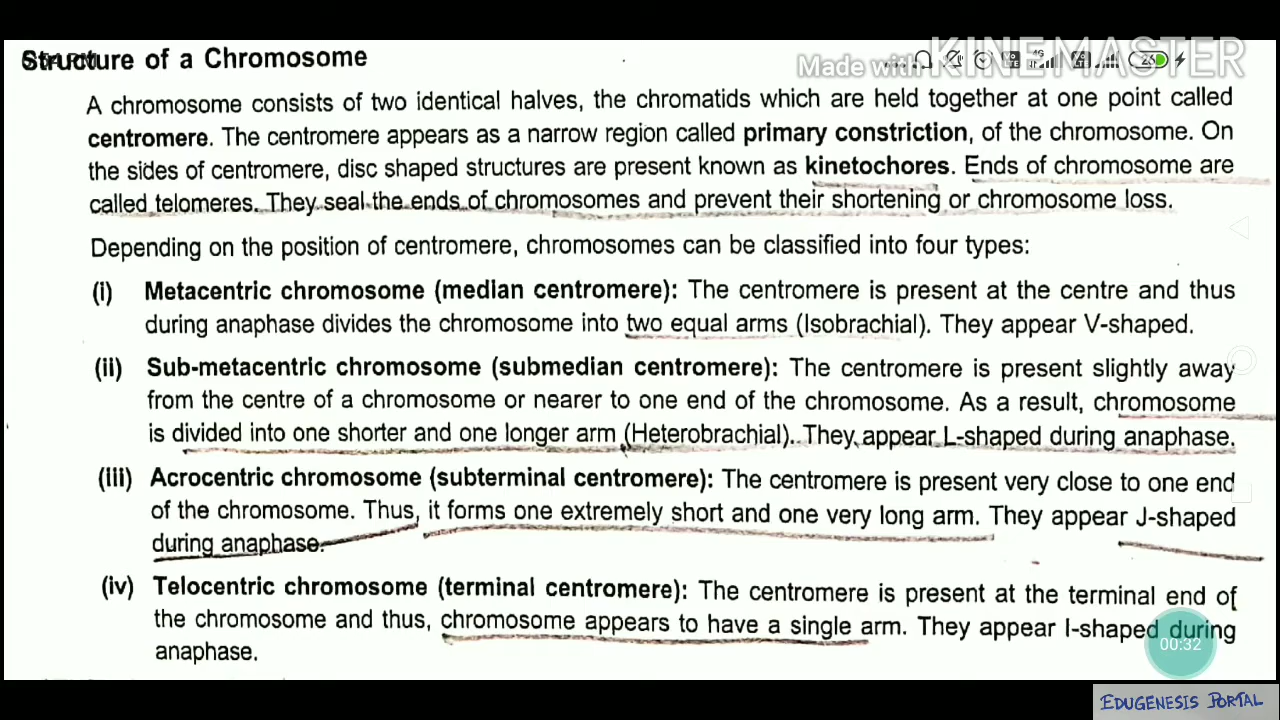 Structure of a Chromosome
Made with KINEMASTER
26
A chromosome consists of two identical halves, the chromatids which are held together at one point called
centromere. The centromere appears as a narrow region called primary constriction, of the chromosome. On
the sides of centromere, disc shaped structures are present known as kinetochores. Ends of chromosome are
called telomeres. They seal the ends of chromosomes and prevent their shortening or chromosome loss.
Depending on the position of centromere, chromosomes can be classified into four types:
(i) Metacentric chromosome (median centromere): The centromere is present at the centre and thus
during anaphase divides the chromosome into two equal arms (Isobrachial). They appear V-shaped.
(ii) Sub-metacentric chromosome (submedian centromere): The centromere is present slightly away
from the centre of a chromosome or nearer to one end of the chromosome. As a result, chromosome
is divided into one shorter and one longer arm (Heterobrachial). They appear L-shaped during anaphase.
(iii) Acrocentric chromosome (subterminal centromere): The centromere is present very close to one end
of the chromosome. Thus, it forms one extremely short and one very long arm. They appear J-shaped
during anaphase.
(iv) Telocentric chromosome (terminal centromere): The centromere is present at the terminal end of
the chromosome and thus, chromosome appears to have a single arm. They appear I-shaped during
anaphase.
00:32
EDUGENESIS PORTAL